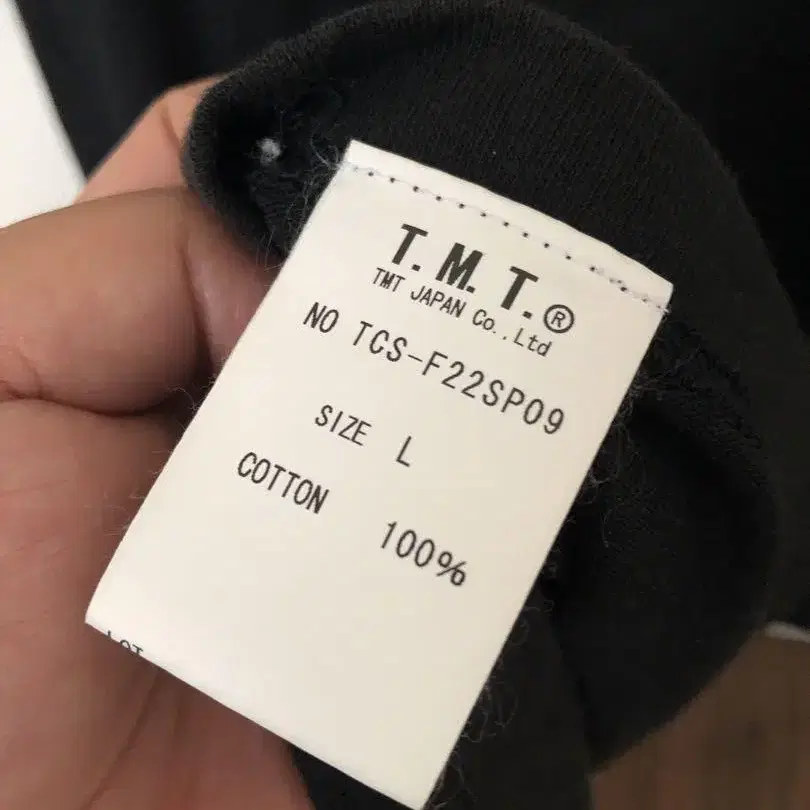 T.M.T.®
TMT JAPAN Co.,Ltd
NO TCS-F22SP09
SIZE L
COTTON 100%